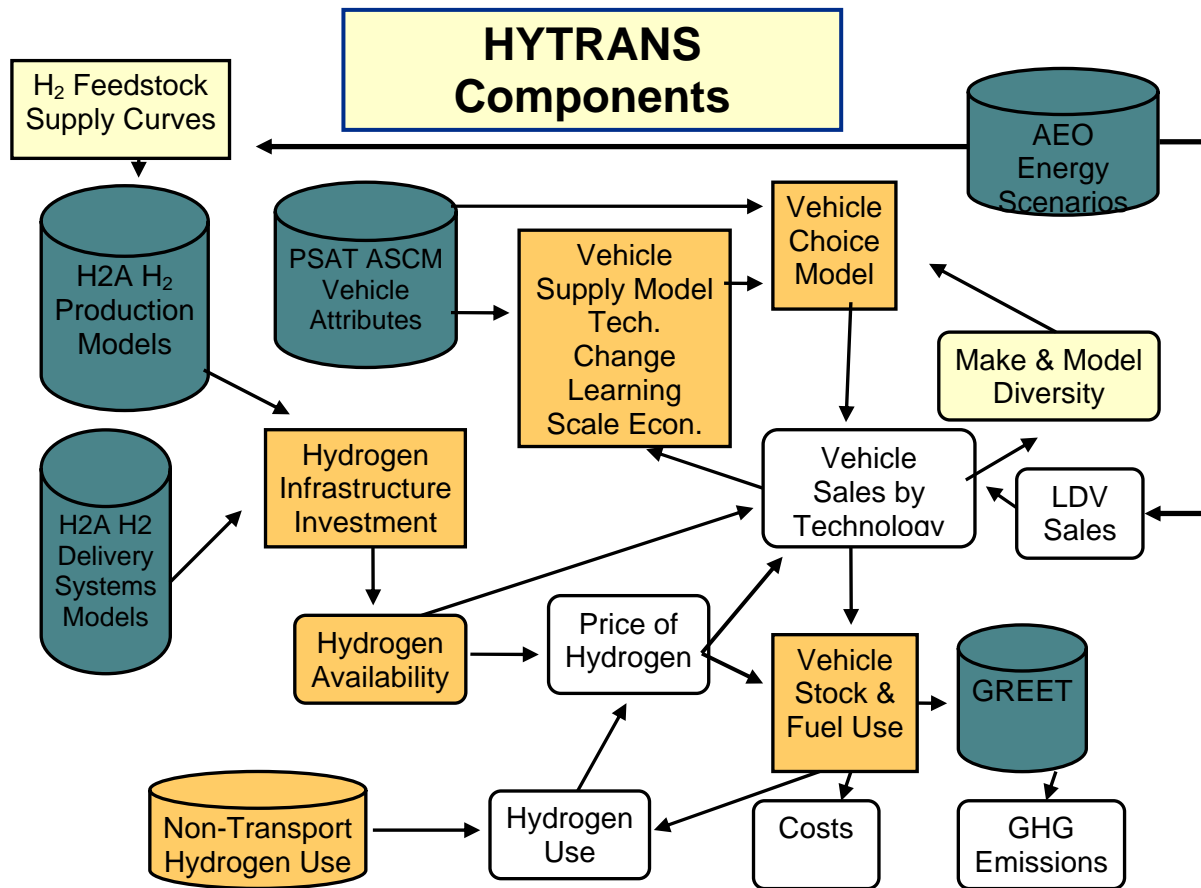 HYTRANS
Components
H₂ Feedstock
Supply Curves
AEO
Energy
Scenarios
H2A H₂
Production
Models
PSAT ASCM
Vehicle
Attributes
Vehicle
Supply Model
Tech.
Change
Learning
Scale Econ.
Vehicle
Choice
Model
Make & Model
Diversity
H2A H2
Delivery
Systems
Models
Hydrogen
Infrastructure
Investment
Vehicle
Sales by
Technology
LDV
Sales
Hydrogen
Availability
Price of
Hydrogen
Vehicle
Stock &
Fuel Use
GREET
Non-Transport
Hydrogen Use
Hydrogen
Use
Costs
GHG
Emissions